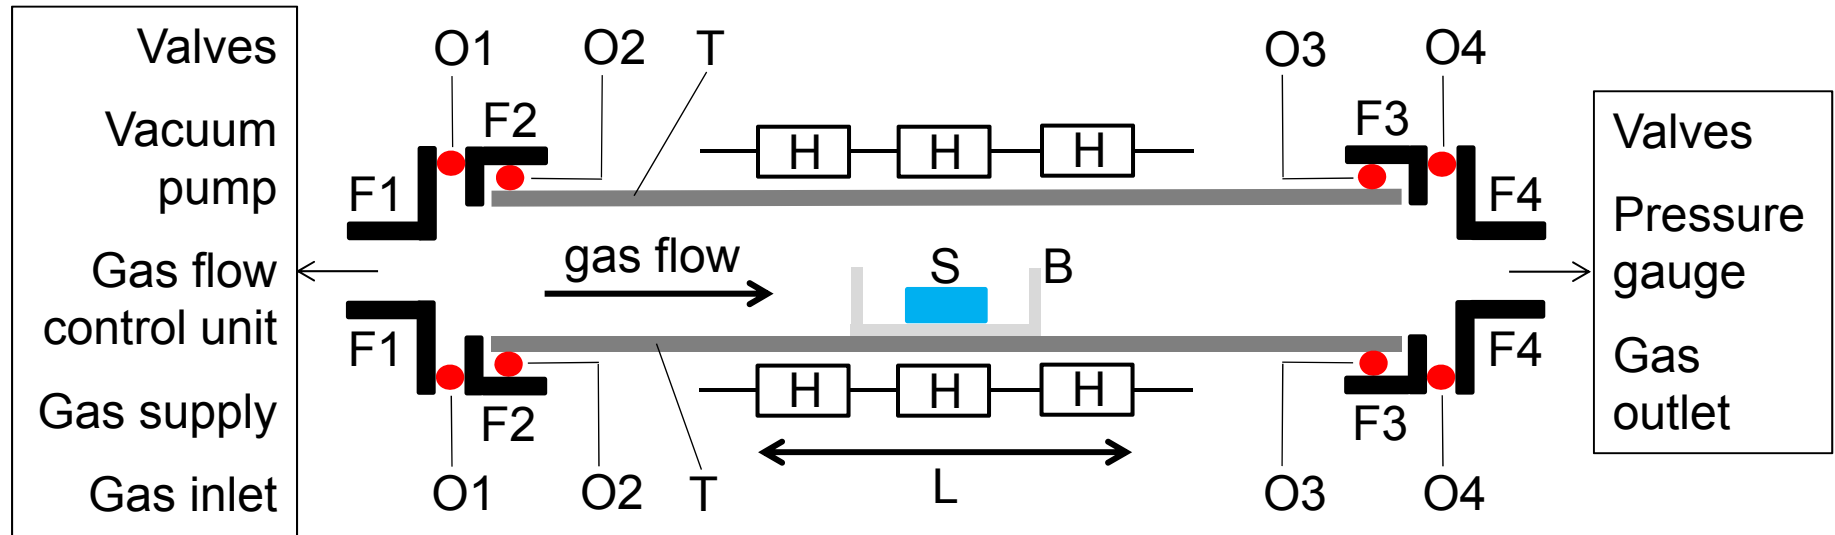 Valves
Vacuum
pump
Gas flow
control unit
Gas supply
Gas inlet
O1 O2 T O3 O4
F2 F3
H H H
F1 F4
gas flow S B
F1 F4
H H H
F2 F3
O1 O2 T L O3 O4
Valves
Pressure
gauge
Gas
outlet